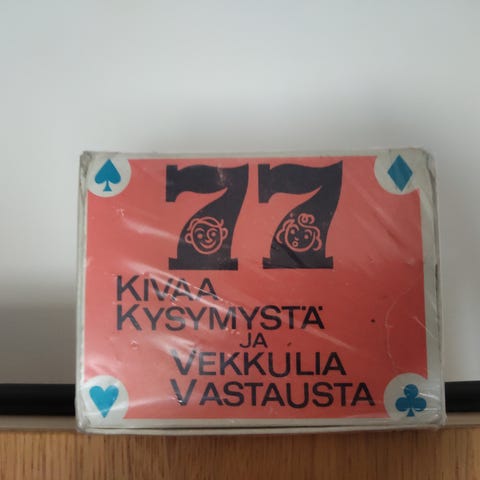 77
KIVAA
KYSYMYSTÄ
JA
VEKKULIA
VASTAUSTA